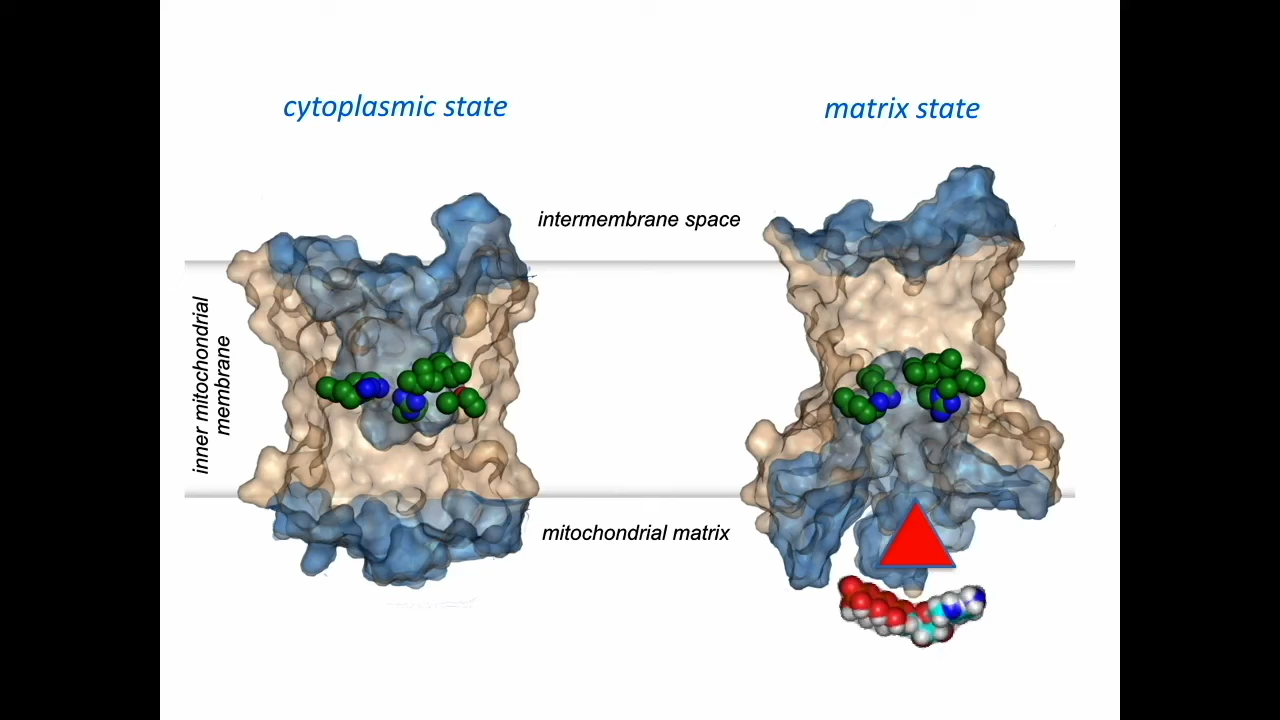 cytoplasmic state
matrix state
intermembrane space
inner mitochondrial
membrane
mitochondrial matrix